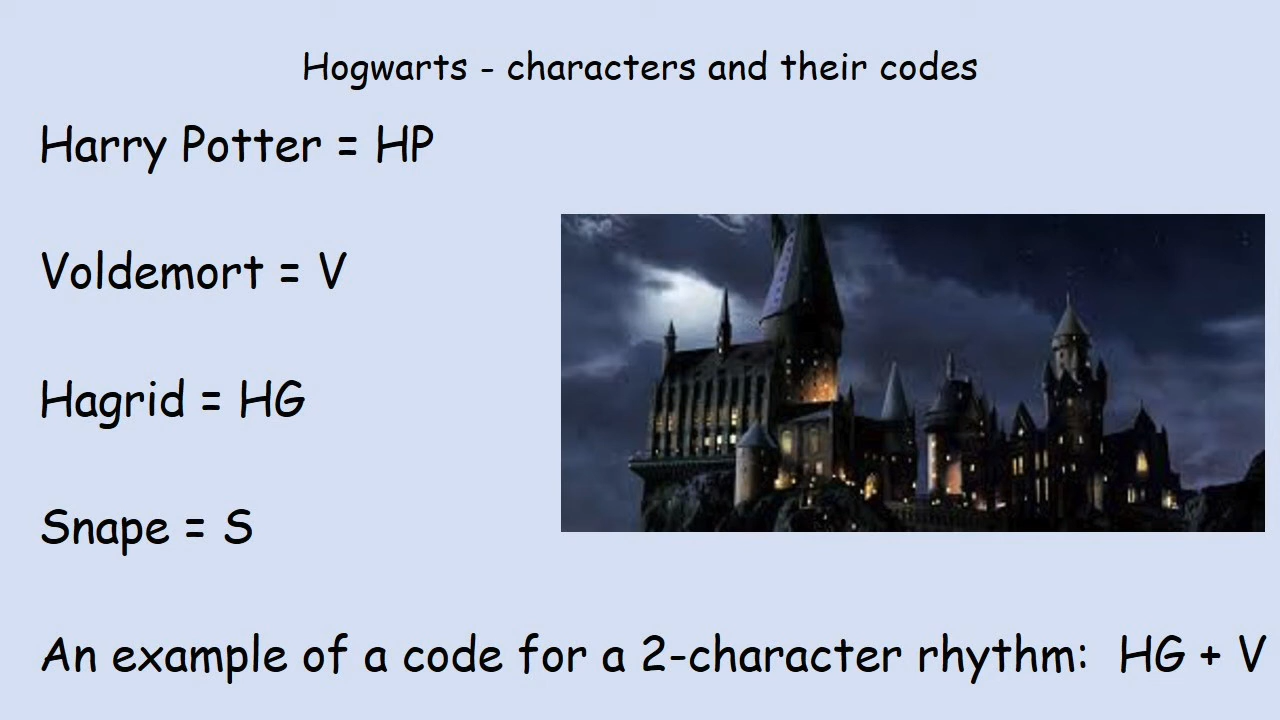 Hogwarts - characters and their codes
Harry Potter = HP
Voldemort = V
Hagrid = HG
Snape = S
An example of a code for a 2-character rhythm:  HG + V